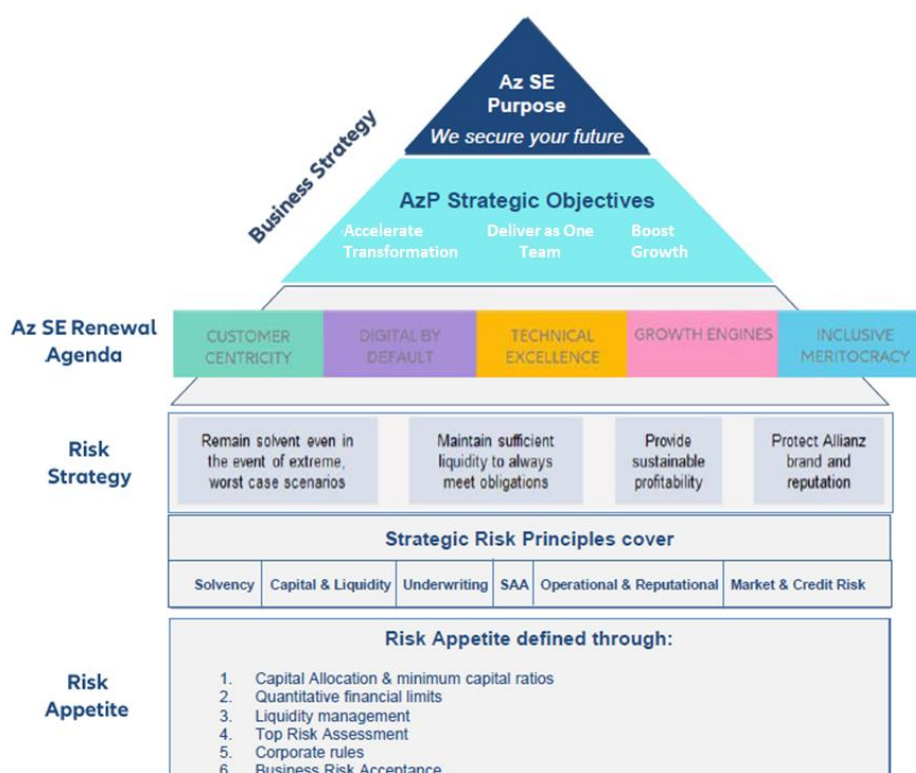 Az SE
Purpose
We secure your future
Business Strategy
AzP Strategic Objectives
Accelerate
Transformation
Deliver as One
Team
Boost
Growth
Az SE Renewal
Agenda
CUSTOMER
CENTRICITY
DIGITAL BY
DEFAULT
TECHNICAL
EXCELLENCE
GROWTH ENGINES
INCLUSIVE
MERITOCRACY
Risk
Strategy
Remain solvent even in
the event of extreme,
worst case scenarios
Maintain sufficient
liquidity to always
meet obligations
Provide
sustainable
profitability
Protect Allianz
brand and
reputation
Strategic Risk Principles cover
Solvency
Capital & Liquidity
Underwriting
SAA
Operational & Reputational
Market & Credit Risk
Risk
Appetite
Risk Appetite defined through:
1. Capital Allocation & minimum capital ratios
2. Quantitative financial limits
3. Liquidity management
4. Top Risk Assessment
5. Corporate rules
6. Business Risk Acceptance